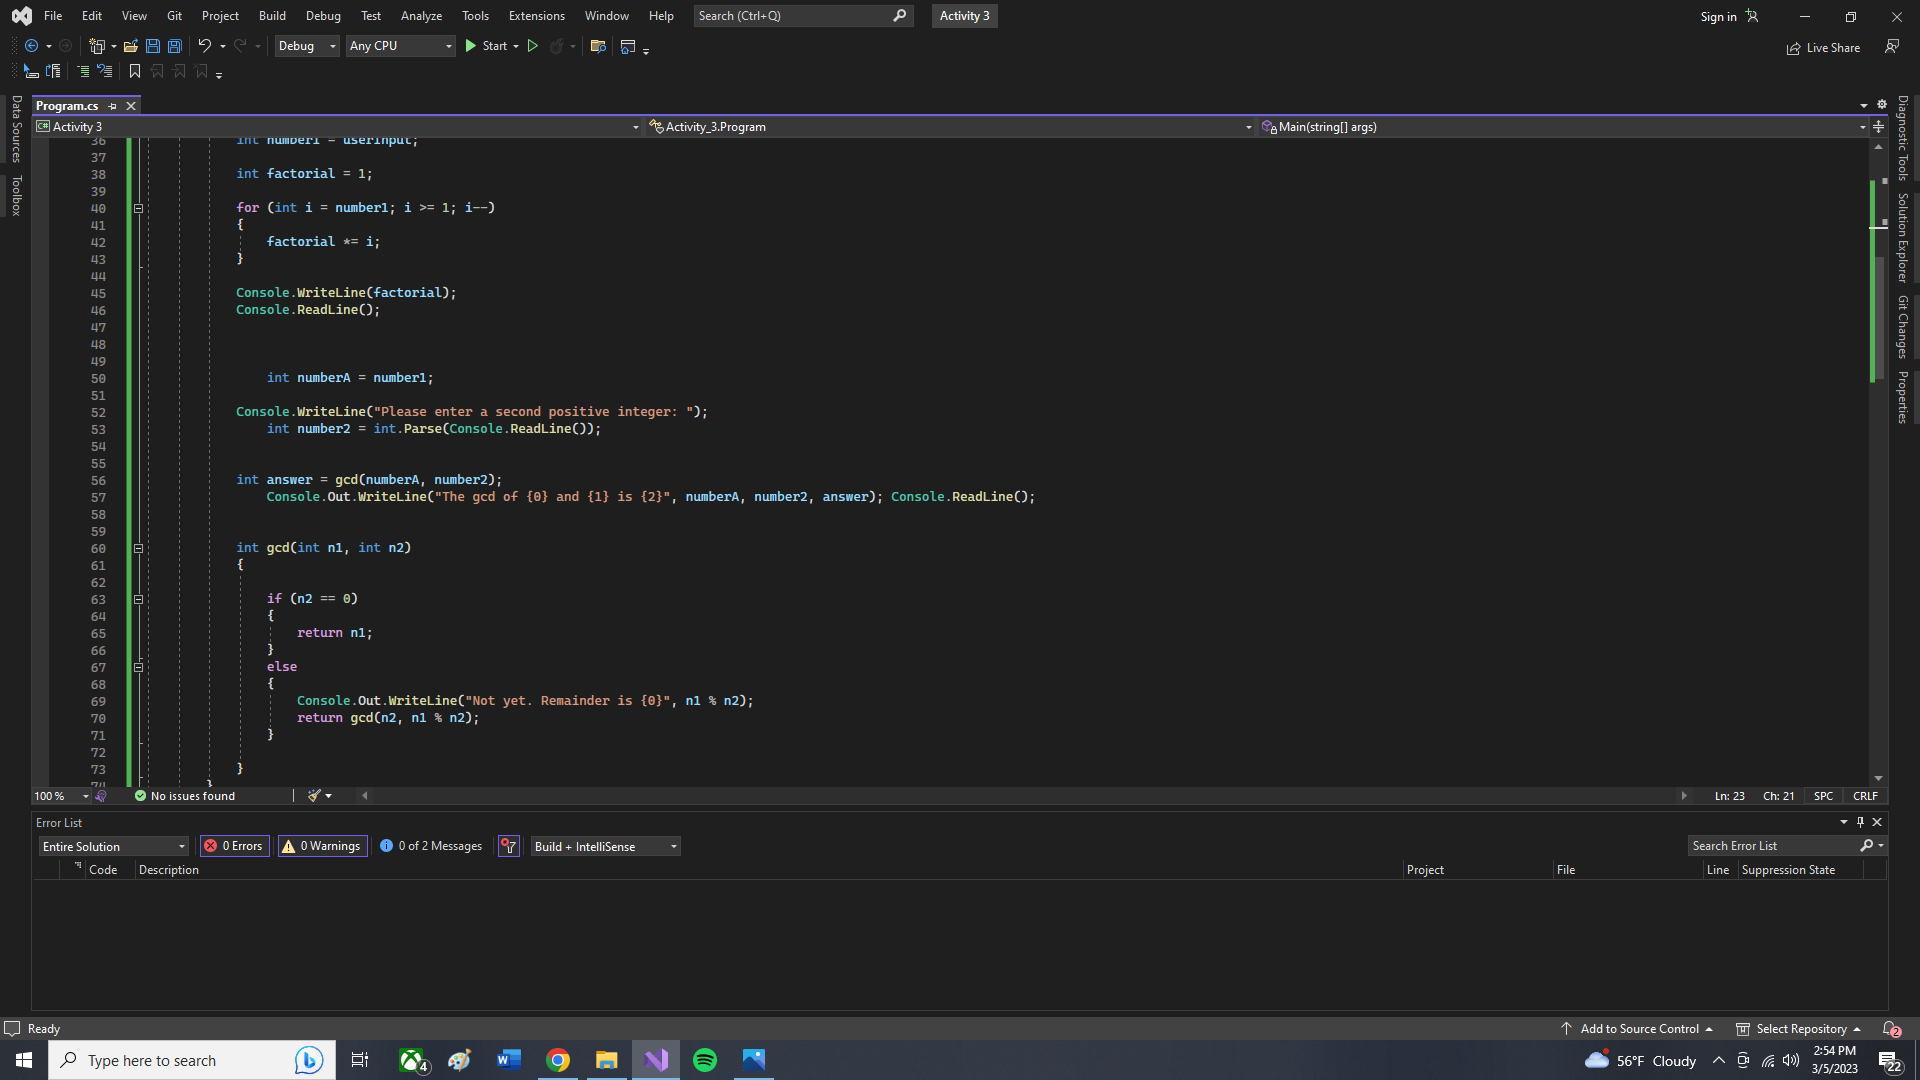 File Edit View Git Project Build Debug Test Analyze Tools Extensions Window Help Search (Ctrl+Q) Activity 3 Sign in
Debug Any CPU Start Live Share
Program.cs
Activity 3 Activity_3.Program Main(string[] args)
Data Sources
Toolbox
Diagnostic Tools
Solution Explorer
Git Changes
Properties
36 int number1 = userInput;
37
38 int factorial = 1;
39
40 for (int i = number1; i >= 1; i--)
41 {
42 factorial *= i;
43 }
44
45 Console.WriteLine(factorial);
46 Console.ReadLine();
47
48
49
50 int numberA = number1;
51
52 Console.WriteLine("Please enter a second positive integer: ");
53 int number2 = int.Parse(Console.ReadLine());
54
55
56 int answer = gcd(numberA, number2);
57 Console.Out.WriteLine("The gcd of {0} and {1} is {2}", numberA, number2, answer); Console.ReadLine();
58
59
60 int gcd(int n1, int n2)
61 {
62
63 if (n2 == 0)
64 {
65 return n1;
66 }
67 else
68 {
69 Console.Out.WriteLine("Not yet. Remainder is {0}", n1 % n2);
70 return gcd(n2, n1 % n2);
71 }
72
73 }
74 }
100 % No issues found Ln: 23 Ch: 21 SPC CRLF
Error List
Entire Solution 0 Errors 0 Warnings 0 of 2 Messages Build + IntelliSense Search Error List
Code Description Project File Line Suppression State
Ready Add to Source Control Select Repository 2
Type here to search 4 56°F Cloudy 2:54 PM
3/5/2023 22